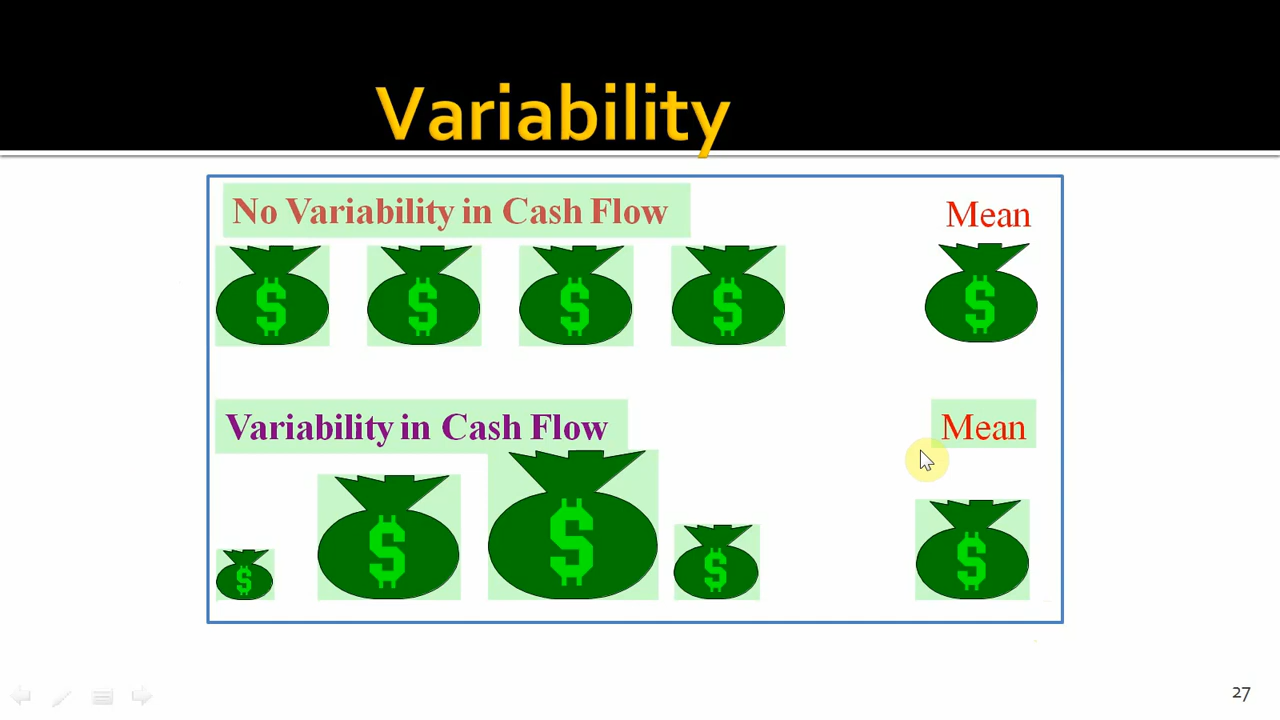 Variability
No Variability in Cash Flow
Mean
$ $ $ $ $
Variability in Cash Flow
Mean
$ $ $ $ $
27